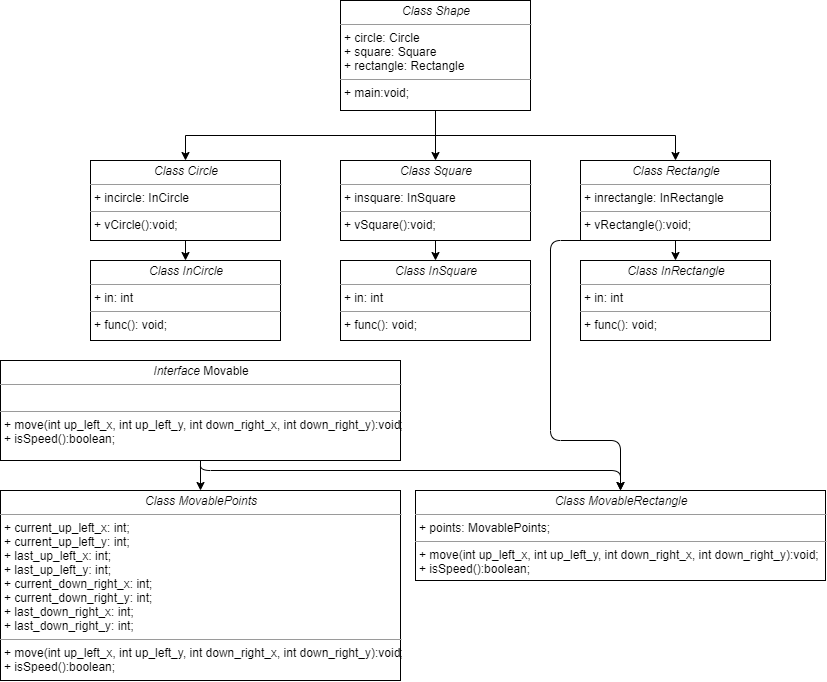 Class Shape
+ circle: Circle
+ square: Square
+ rectangle: Rectangle
+ main:void;
Class Circle
+ incircle: InCircle
+ vCircle():void;
Class Square
+ insquare: InSquare
+ vSquare():void;
Class Rectangle
+ inrectangle: InRectangle
+ vRectangle():void;
Class InCircle
+ in: int
+ func(): void;
Class InSquare
+ in: int
+ func(): void;
Class InRectangle
+ in: int
+ func(): void;
Interface Movable
+ move(int up_left_x, int up_left_y, int down_right_x, int down_right_y):void;
+ isSpeed():boolean;
Class MovablePoints
+ current_up_left_x: int;
+ current_up_left_y: int;
+ last_up_left_x: int;
+ last_up_left_y: int;
+ current_down_right_x: int;
+ current_down_right_y: int;
+ last_down_right_x: int;
+ last_down_right_y: int;
+ move(int up_left_x, int up_left_y, int down_right_x, int down_right_y):void;
+ isSpeed():boolean;
Class MovableRectangle
+ points: MovablePoints;
+ move(int up_left_x, int up_left_y, int down_right_x, int down_right_y):void;
+ isSpeed():boolean;